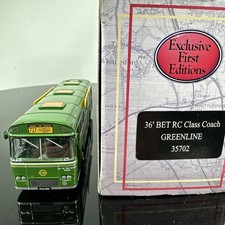 Exclusive
First
Editions
36' BET RC Class Coach
GREENLINE
35702